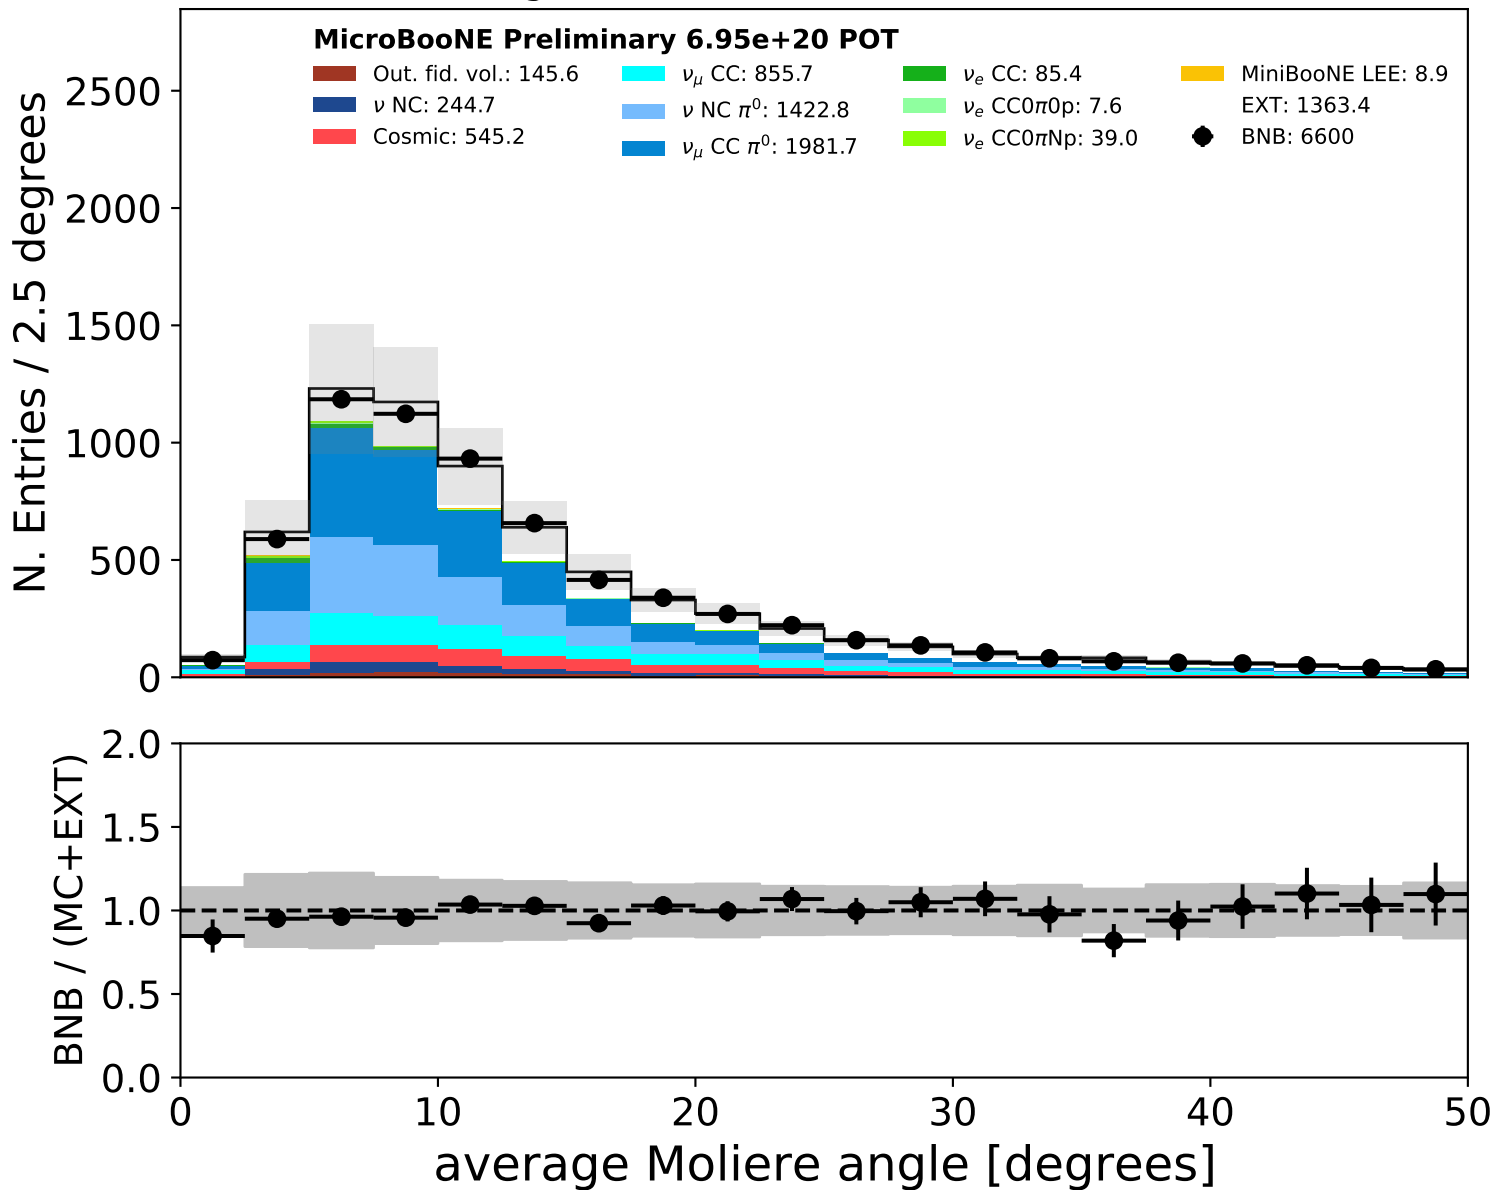 MicroBooNE Preliminary 6.95e+20 POT
Out. fid. vol.: 145.6
ν NC: 244.7
Cosmic: 545.2
ν_μ CC: 855.7
ν NC π⁰: 1422.8
ν_μ CC π⁰: 1981.7
ν_e CC: 85.4
ν_e CC0π0p: 7.6
ν_e CC0πNp: 39.0
MiniBooNE LEE: 8.9
EXT: 1363.4
BNB: 6600
N. Entries / 2.5 degrees
2500
2000
1500
1000
500
0
BNB / (MC+EXT)
2.0
1.5
1.0
0.5
0.0
0 10 20 30 40 50
average Moliere angle [degrees]